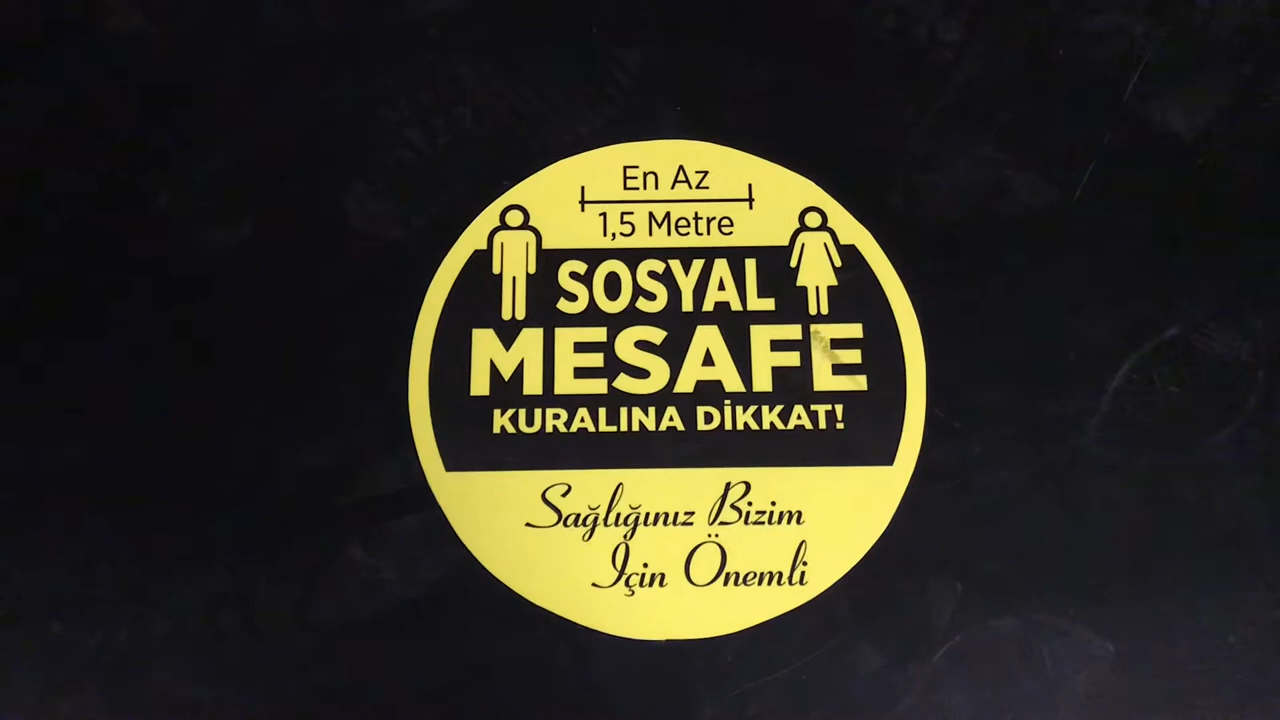 En Az
1,5 Metre
SOSYAL
MESAFE
KURALINA DİKKAT!
Sağlığınız Bizim
İçin Önemli